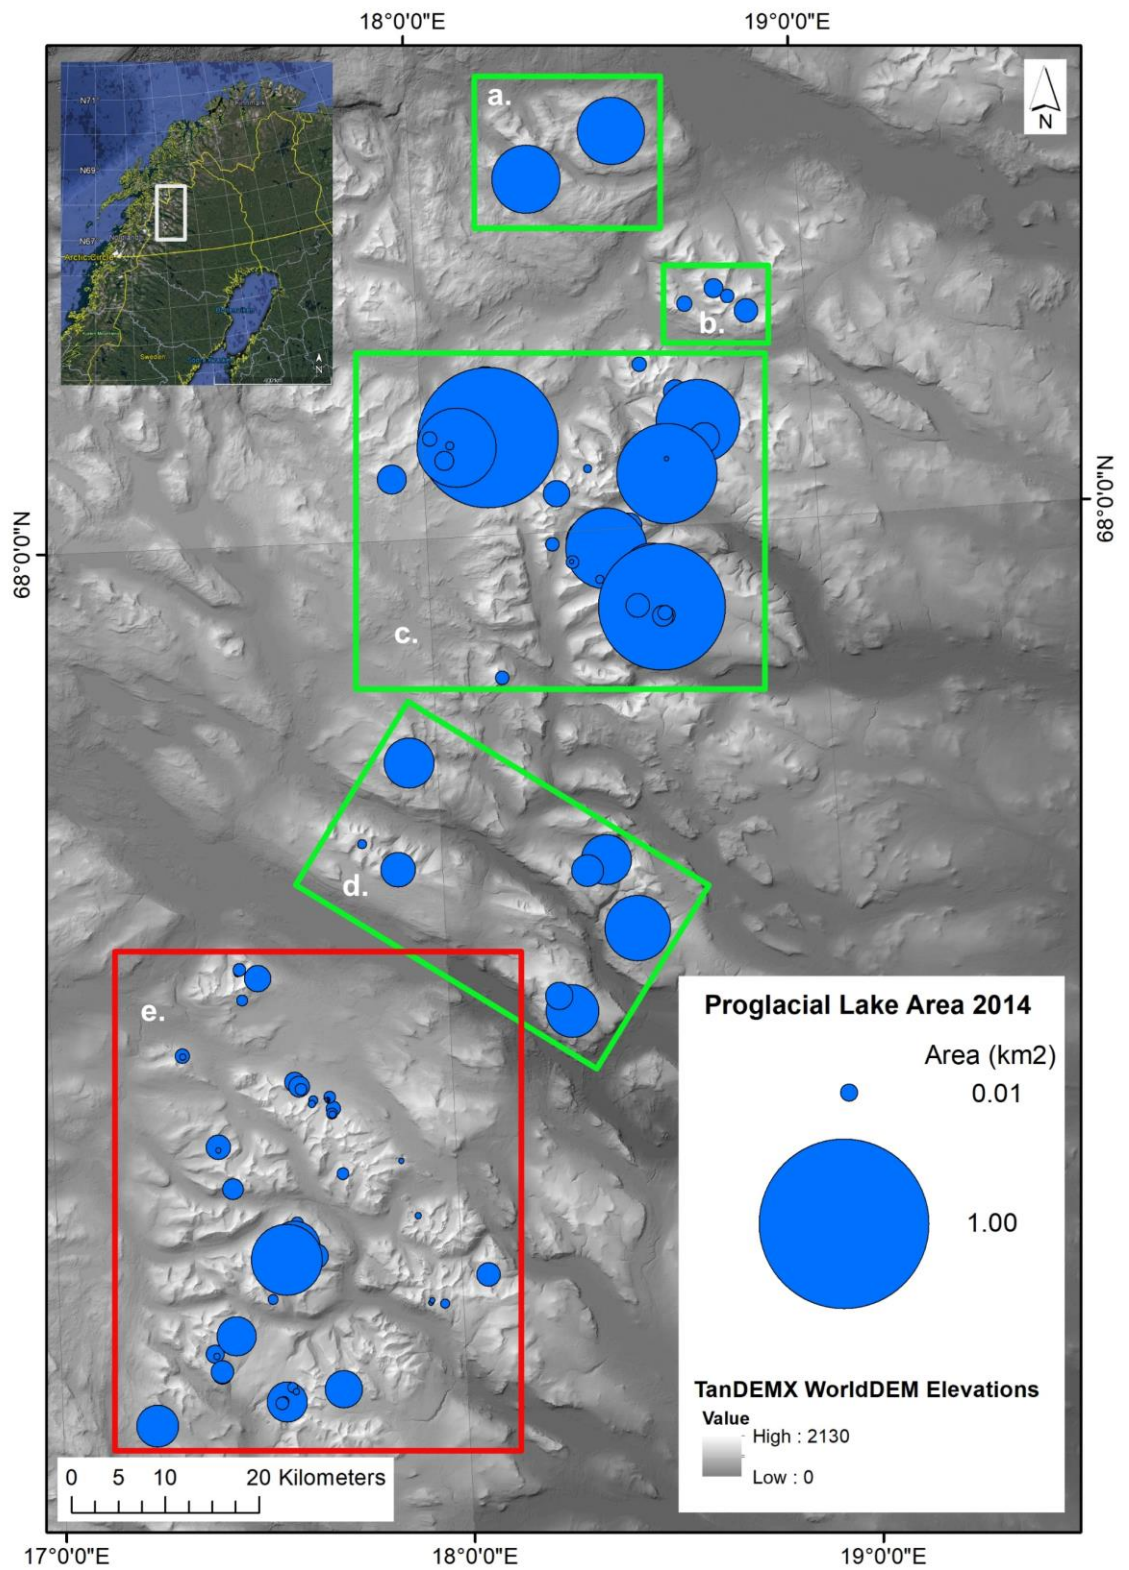 18°0'0"E 19°0'0"E
N71
N69
N67
Arctic Circle
Sweden
N
N
a.
b.
c.
d.
e.
68°0'0"N
68°0'0"N
Proglacial Lake Area 2014
Area (km2)
0.01
1.00
TanDEMX WorldDEM Elevations
Value
High : 2130
Low : 0
0 5 10 20 Kilometers
17°0'0"E 18°0'0"E 19°0'0"E